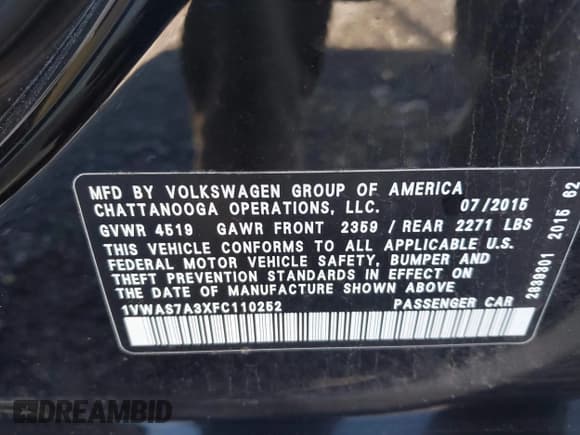 MFD BY VOLKSWAGEN GROUP OF AMERICA
CHATTANOOGA OPERATIONS, LLC. 07/2015
GVWR 4519 GAWR FRONT 2359 / REAR 2271 LBS
THIS VEHICLE CONFORMS TO ALL APPLICABLE U.S.
FEDERAL MOTOR VEHICLE SAFETY, BUMPER AND
THEFT PREVENTION STANDARDS IN EFFECT ON
THE DATE OF MANUFACTURE SHOWN ABOVE
1VWAS7A3XFC110252 PASSENGER CAR
2839301 2015 62
DREAMBID